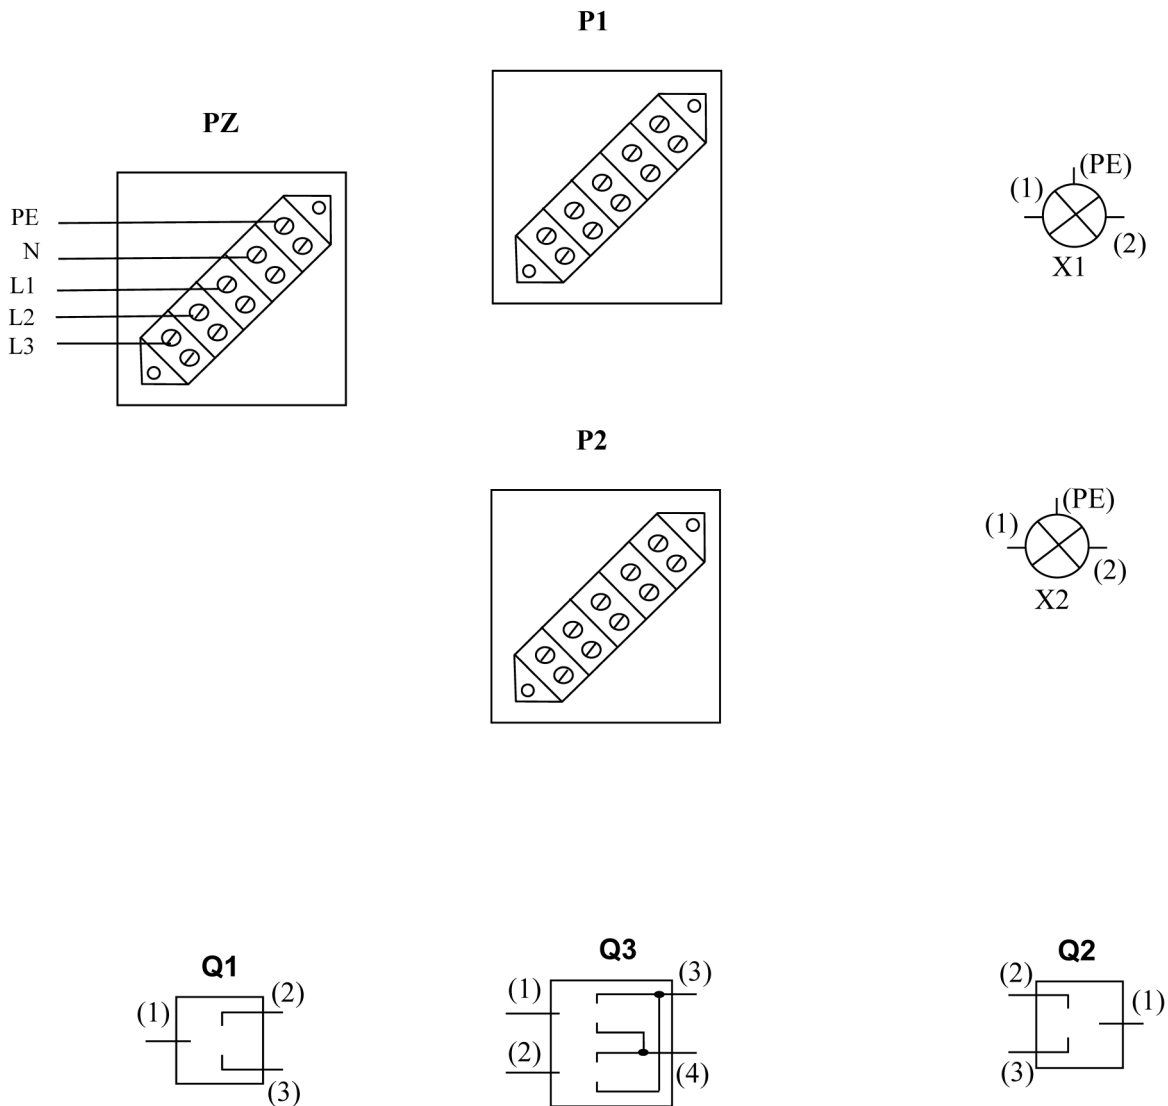 P1
PZ
PE
N
L1
L2
L3
(PE)
(1)
(2)
X1
P2
(PE)
(1)
(2)
X2
Q1
(1)
(2)
(3)
Q3
(1)
(2)
(3)
(4)
Q2
(2)
(1)
(3)